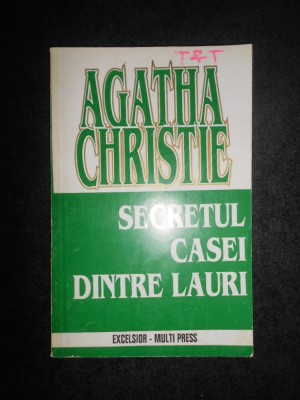 T&T
AGATHA
CHRISTIE
SECRETUL
CASEI
DINTRE LAURI
EXCELSIOR - MULTI PRESS